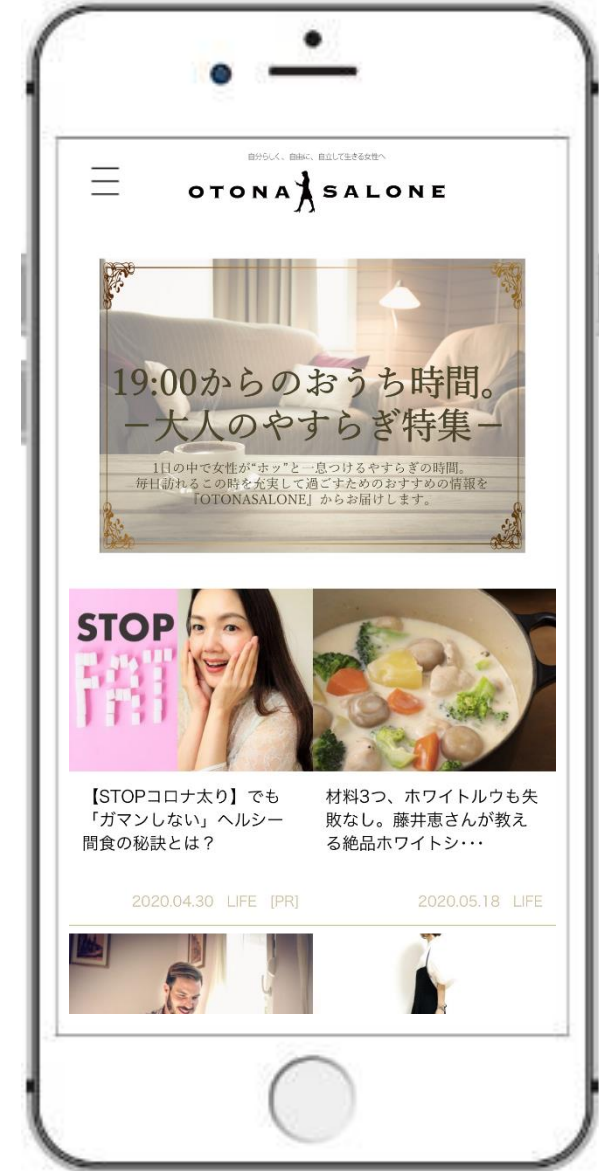 自分らしく、自由に、自立して生きる女性へ
OTONA SALONE
19:00からのおうち時間。
－大人のやすらぎ特集－
1日の中で女性が“ホッ”と一息つけるやすらぎの時間。
毎日訪れるこの時を充実して過ごすためのおすすめの情報を
『OTONASALONE』からお届けします。
STOP
FAT
【STOPコロナ太り】でも
「ガマンしない」ヘルシー
間食の秘訣とは？
2020.04.30 LIFE [PR]
材料3つ、ホワイトルウも失
敗なし。藤井恵さんが教え
る絶品ホワイトシ･･･
2020.05.18 LIFE